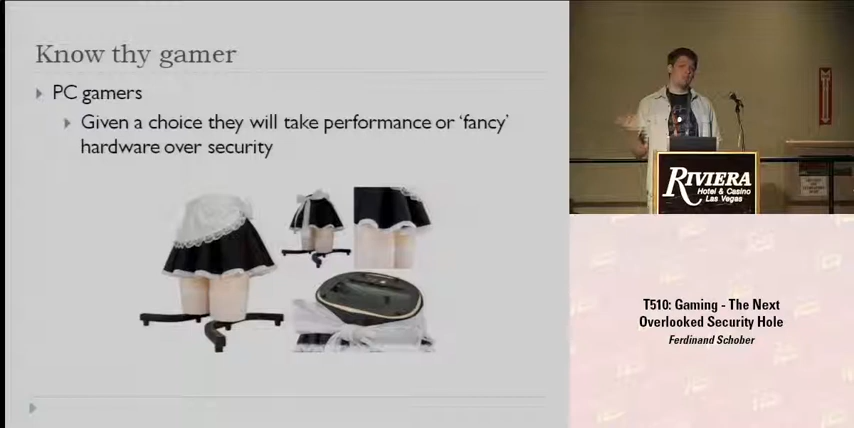 Know thy gamer
PC gamers
Given a choice they will take performance or 'fancy'
hardware over security
RIVIERA
Hotel & Casino
Las Vegas
T510: Gaming - The Next
Overlooked Security Hole
Ferdinand Schober